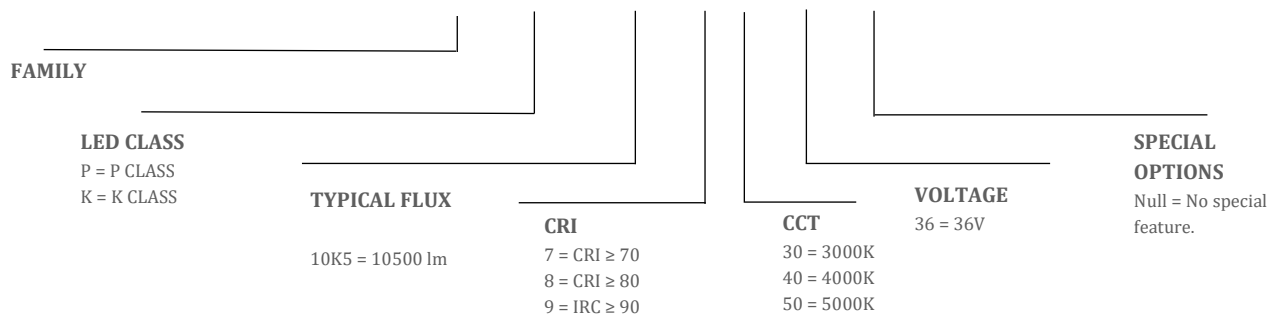 FAMILY
LED CLASS
P = P CLASS
K = K CLASS
TYPICAL FLUX
10K5 = 10500 lm
CRI
7 = CRI ≥ 70
8 = CRI ≥ 80
9 = IRC ≥ 90
CCT
30 = 3000K
40 = 4000K
50 = 5000K
VOLTAGE
36 = 36V
SPECIAL
OPTIONS
Null = No special
feature.